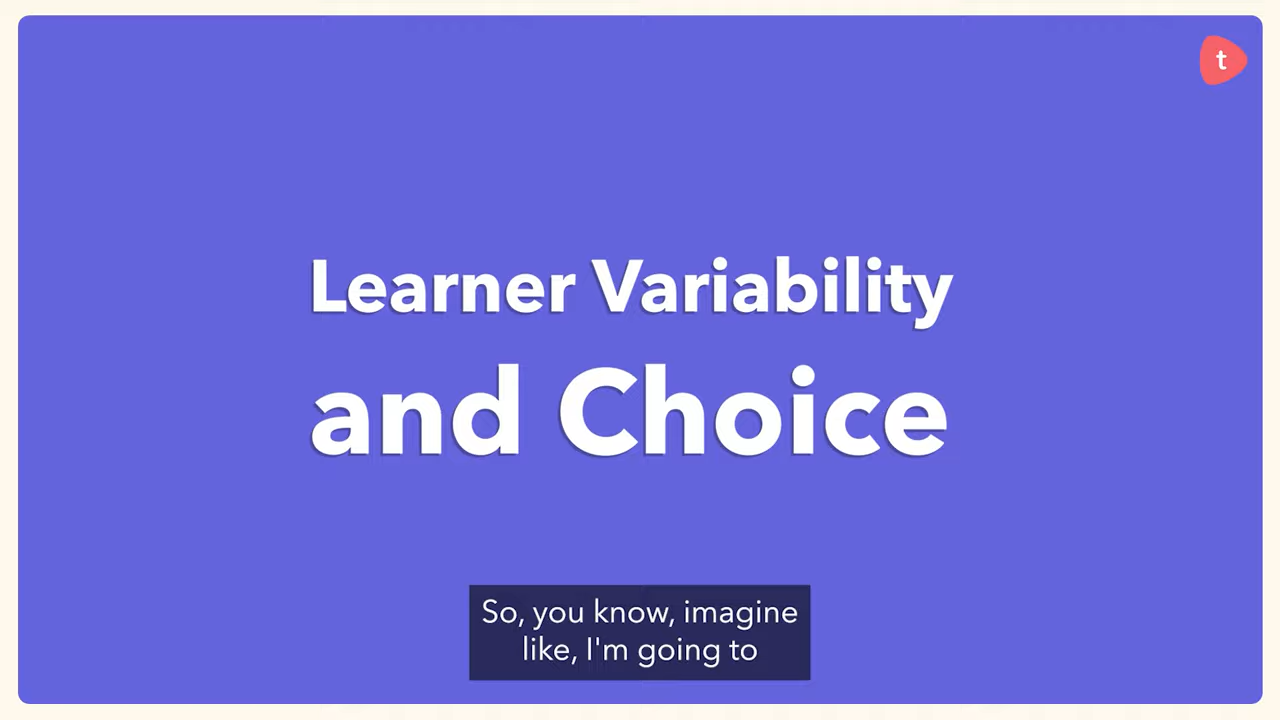 t
Learner Variability
and Choice
So, you know, imagine
like, I'm going to